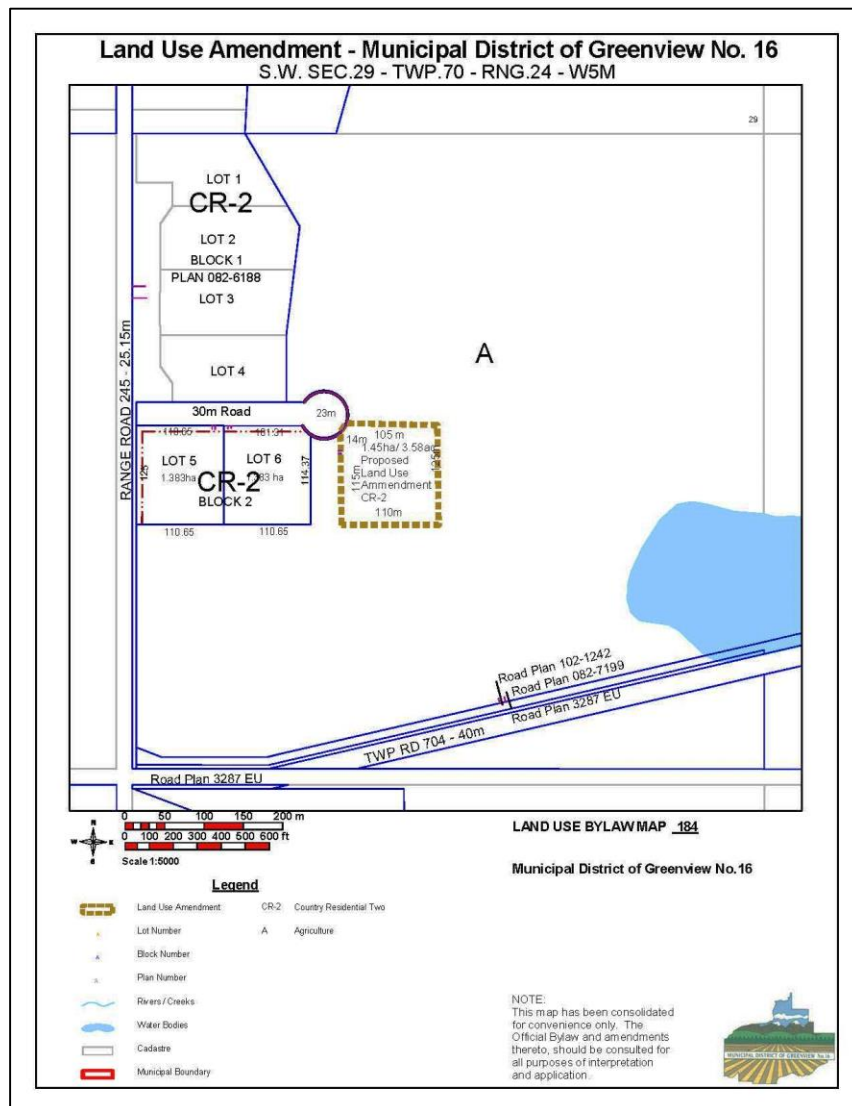 Land Use Amendment - Municipal District of Greenview No. 16
S.W. SEC.29 - TWP.70 - RNG.24 - W5M
29
LOT 1
CR-2
LOT 2
BLOCK 1
PLAN 082-6188
LOT 3
A
LOT 4
RANGE ROAD 245 - 25.15m
30m Road
23m
14m
105 m
1.45ha/ 3.58ac
Proposed
Land Use
Ammendment
CR-2
115m
125m
110m
LOT 5
LOT 6
1.383ha
CR-2
BLOCK 2
126
114.37
110.65
110.65
Road Plan 102-1242
Road Plan 082-7199
Road Plan 3287 EU
TWP RD 704 - 40m
Road Plan 3287 EU
N
W
E
S
0 50 100 150 200 m
0 100 200 300 400 500 600 ft
Scale 1:5000
LAND USE BYLAW MAP 184
Municipal District of Greenview No.16
Legend
Land Use Amendment
CR-2 Country Residential Two
Lot Number
A Agriculture
Block Number
Plan Number
Rivers / Creeks
Water Bodies
Cadastre
Municipal Boundary
NOTE:
This map has been consolidated
for convenience only. The
Official Bylaw and amendments
thereto, should be consulted for
all purposes of interpretation
and application.
MUNICIPAL DISTRICT OF GREENVIEW No.16